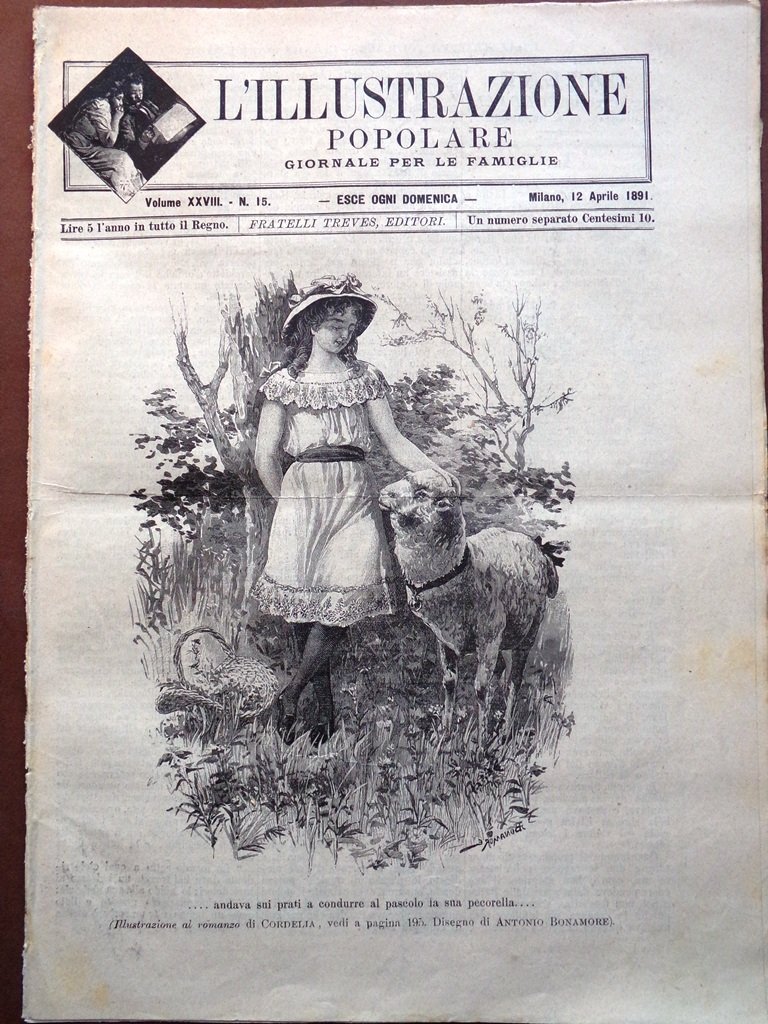 L'ILLUSTRAZIONE
POPOLARE
GIORNALE PER LE FAMIGLIE
Volume XXVIII. - N. 15. — ESCE OGNI DOMENICA — Milano, 12 Aprile 1891.
Lire 5 l'anno in tutto il Regno. | FRATELLI TREVES, EDITORI. | Un numero separato Centesimi 10.
.... andava sui prati a condurre al pascolo la sua pecorella....
(Illustrazione al romanzo di CORDELIA, vedi a pagina 195. Disegno di ANTONIO BONAMORE).